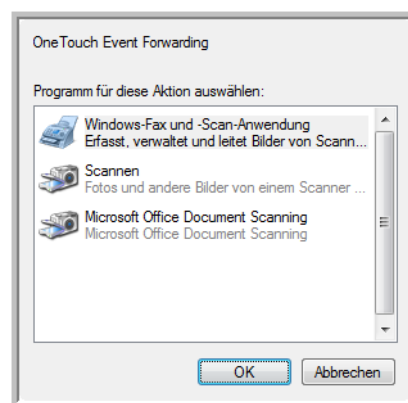 OneTouch Event Forwarding
Programm für diese Aktion auswählen:
Windows-Fax und -Scan-Anwendung
Erfasst, verwaltet und leitet Bilder von Scann...
Scannen
Fotos und andere Bilder von einem Scanner ...
Microsoft Office Document Scanning
Microsoft Office Document Scanning
OK Abbrechen